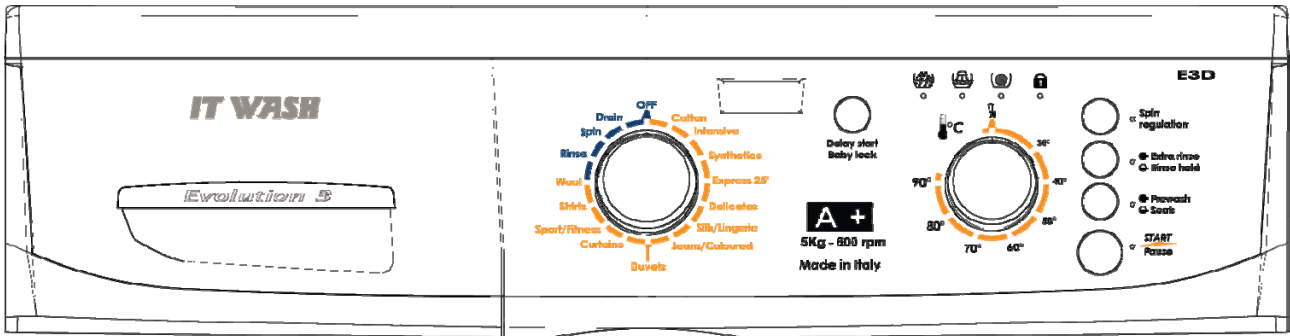 E3D
IT WASH
Evolution 3
OFF
Cotton
Intensive
Synthetics
Express 25'
Delicates
Silk/Lingerie
Jeans/Coloured
Duvets
Curtains
Sport/Fitness
Shirts
Wool
Rinse
Spin
Drain
Delay start
Baby lock
A +
5Kg - 600 rpm
Made in Italy
°C
30°
40°
50°
60°
70°
80°
90°
Spin
regulation
Extra rinse
Rinse hold
Prewash
Soak
START
Pause